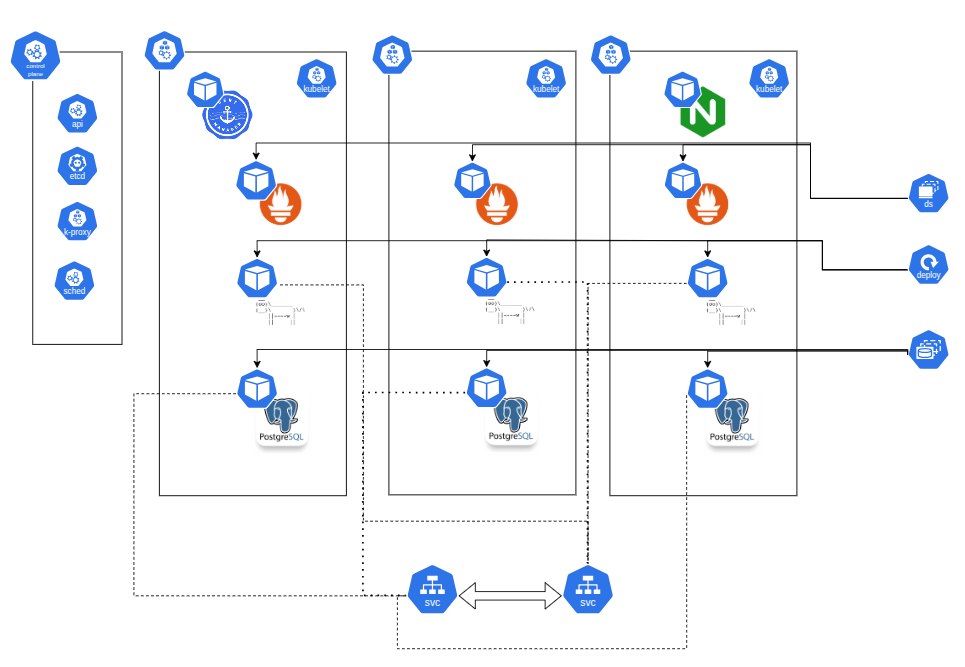 control
plane
api
etcd
k-proxy
sched
kubelet
CERT
MANAGER
kubelet
kubelet
N
ds
deploy
PostgreSQL
PostgreSQL
PostgreSQL
svc
svc